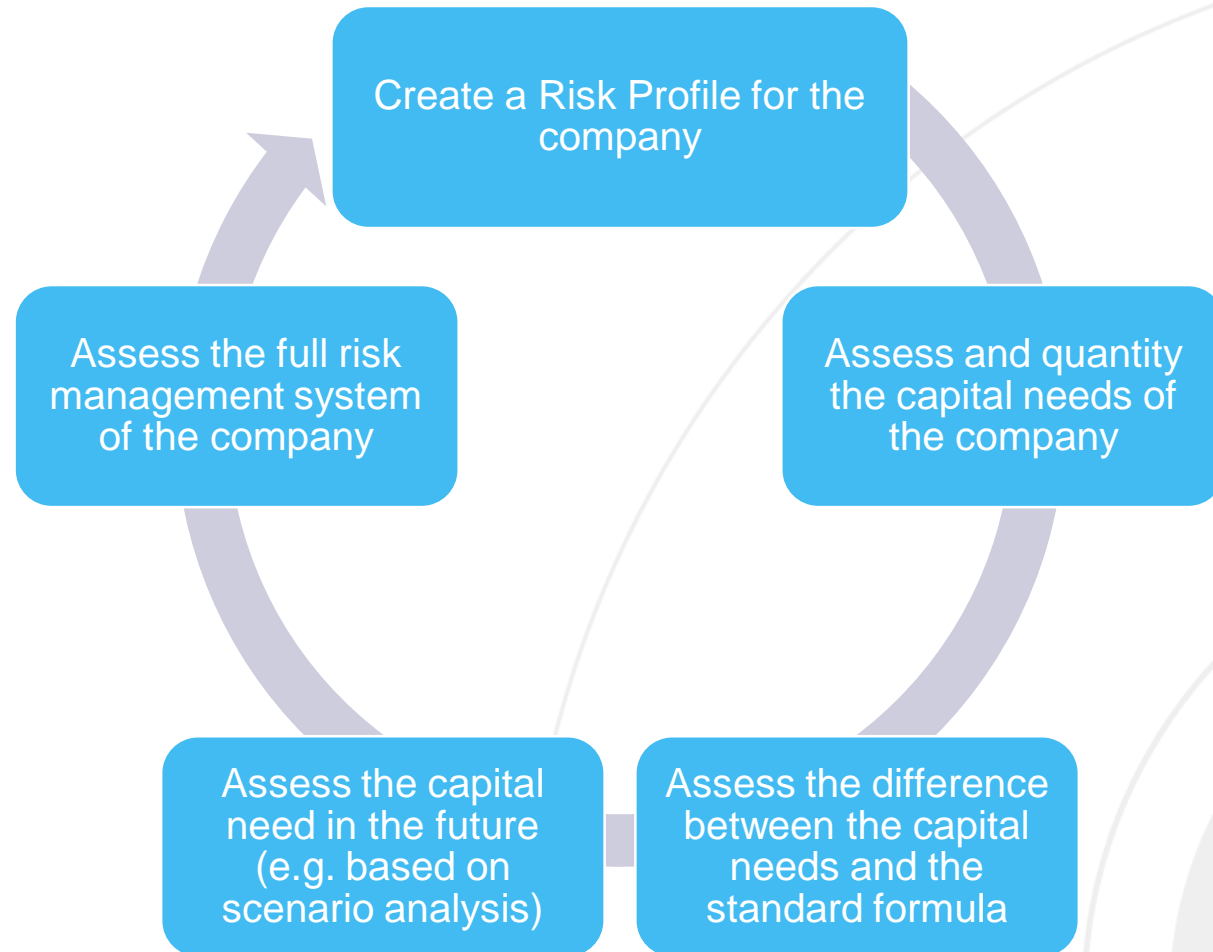 Create a Risk Profile for the
company
Assess and quantity
the capital needs of
the company
Assess the difference
between the capital
needs and the
standard formula
Assess the capital
need in the future
(e.g. based on
scenario analysis)
Assess the full risk
management system
of the company